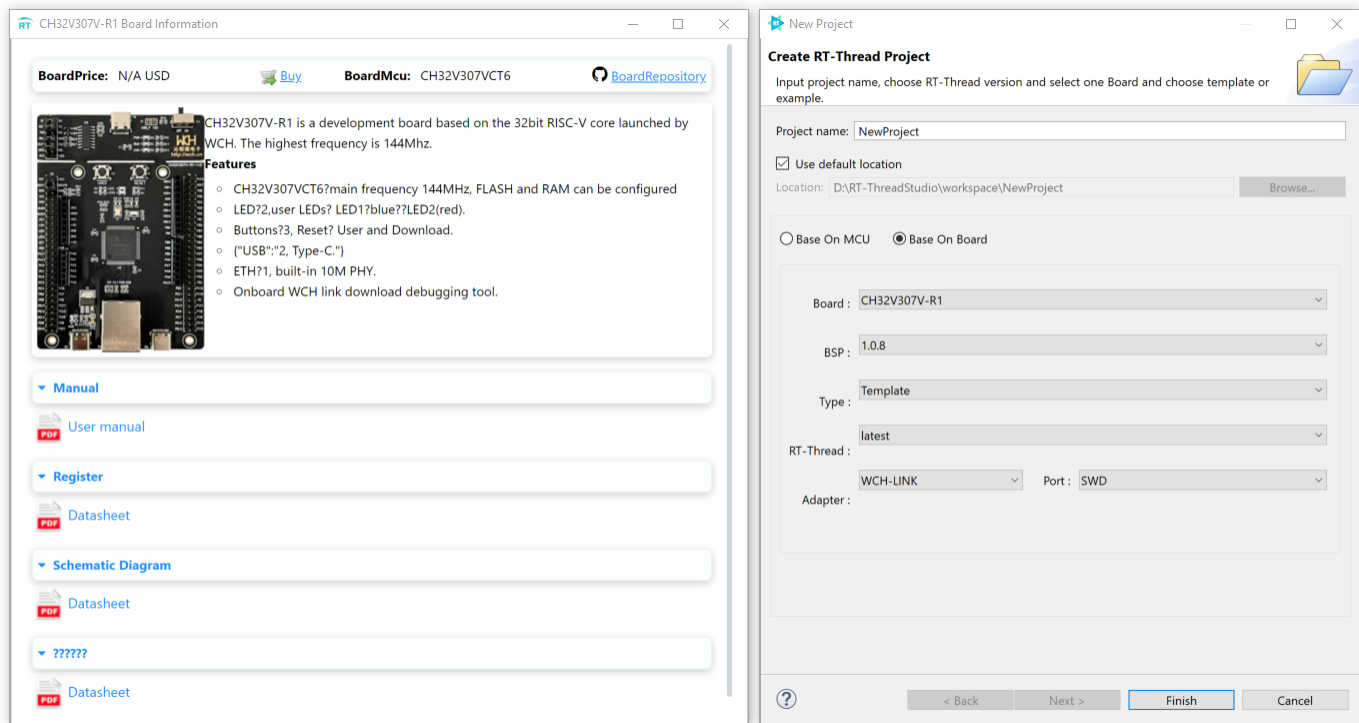 CH32V307V-R1 Board Information
BoardPrice: N/A USD Buy BoardMcu: CH32V307VCT6 BoardRepository
CH32V307V-R1 is a development board based on the 32bit RISC-V core launched by
WCH. The highest frequency is 144Mhz.
Features
CH32V307VCT6?main frequency 144MHz, FLASH and RAM can be configured
LED?2,user LEDs? LED1?blue??LED2(red).
Buttons?3, Reset? User and Download.
{"USB":"2, Type-C."}
ETH?1, built-in 10M PHY.
Onboard WCH link download debugging tool.
Manual
PDF User manual
Register
PDF Datasheet
Schematic Diagram
PDF Datasheet
??????
PDF Datasheet
New Project
Create RT-Thread Project
Input project name, choose RT-Thread version and select one Board and choose template or
example.
Project name: NewProject
Use default location
Location: D:\RT-ThreadStudio\workspace\NewProject Browse...
Base On MCU Base On Board
Board : CH32V307V-R1
BSP : 1.0.8
Type : Template
RT-Thread : latest
Adapter : WCH-LINK Port : SWD
? < Back Next > Finish Cancel